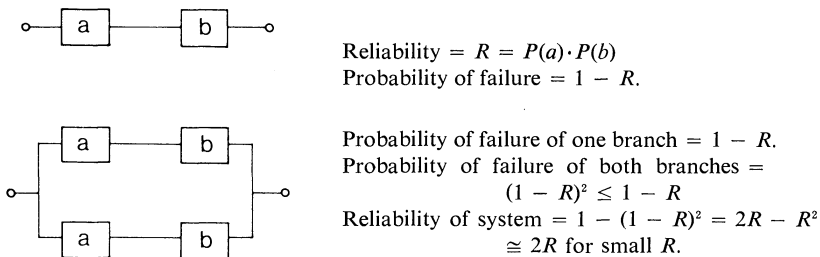 a b
Reliability = R = P(a)·P(b)
Probability of failure = 1 − R.
a b
Probability of failure of one branch = 1 − R.
Probability of failure of both branches =
(1 − R)² ≤ 1 − R
Reliability of system = 1 − (1 − R)² = 2R − R²
≅ 2R for small R.
a b